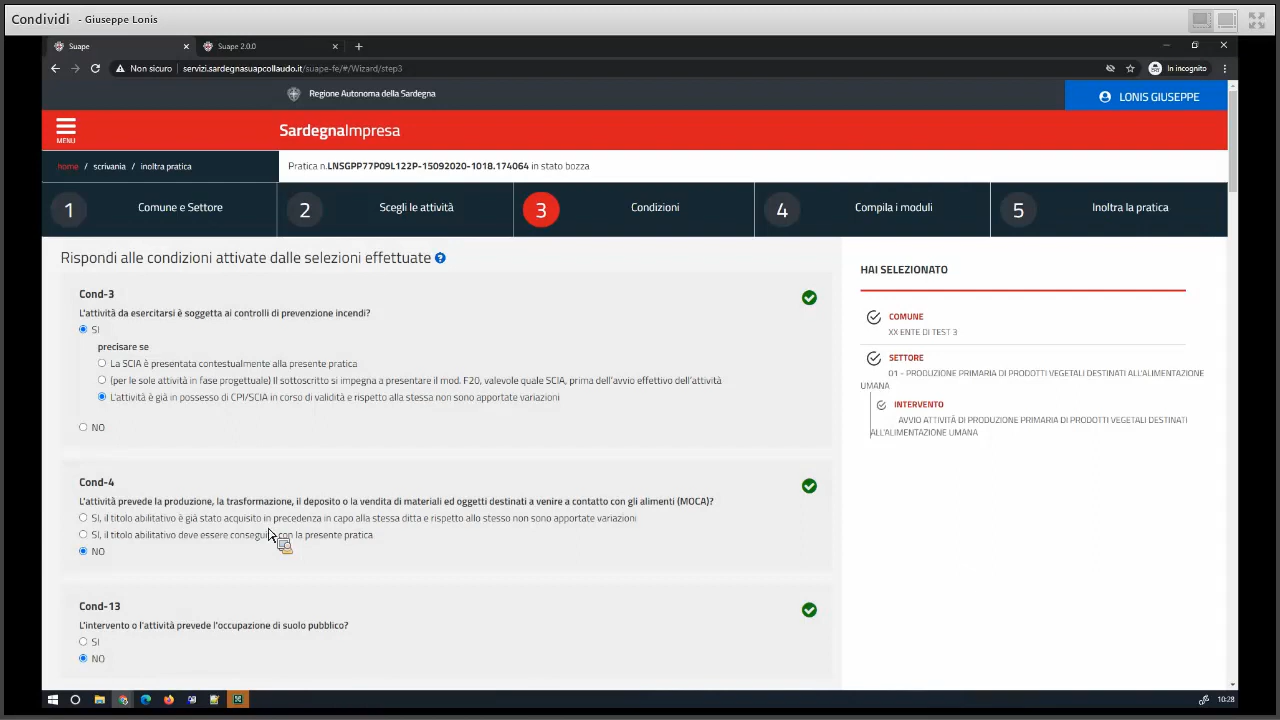 Condividi - Giuseppe Lonis
Suape
Suape 2.0.0
Non sicuro | servizi.sardegnasuapcollaudo.it/suape-fe/#/Wizard/step3
In incognito
Regione Autonoma della Sardegna
LONIS GIUSEPPE
MENU
SardegnaImpresa
home / scrivania / inoltra pratica
Pratica n.LNSGPP77P09L122P-15092020-1018.174064 in stato bozza
1 Comune e Settore
2 Scegli le attività
3 Condizioni
4 Compila i moduli
5 Inoltra la pratica
Rispondi alle condizioni attivate dalle selezioni effettuate ?
Cond-3
L'attività da esercitarsi è soggetta ai controlli di prevenzione incendi?
SI
precisare se
La SCIA è presentata contestualmente alla presente pratica
(per le sole attività in fase progettuale) Il sottoscritto si impegna a presentare il mod. F20, valevole quale SCIA, prima dell'avvio effettivo dell'attività
L'attività è già in possesso di CPI/SCIA in corso di validità e rispetto alla stessa non sono apportate variazioni
NO
Cond-4
L'attività prevede la produzione, la trasformazione, il deposito o la vendita di materiali ed oggetti destinati a venire a contatto con gli alimenti (MOCA)?
SI, il titolo abilitativo è già stato acquisito in precedenza in capo alla stessa ditta e rispetto allo stesso non sono apportate variazioni
SI, il titolo abilitativo deve essere conseguito con la presente pratica
NO
Cond-13
L'intervento o l'attività prevede l'occupazione di suolo pubblico?
SI
NO
HAI SELEZIONATO
COMUNE
XX ENTE DI TEST 3
SETTORE
01 - PRODUZIONE PRIMARIA DI PRODOTTI VEGETALI DESTINATI ALL'ALIMENTAZIONE
UMANA
INTERVENTO
AVVIO ATTIVITÀ DI PRODUZIONE PRIMARIA DI PRODOTTI VEGETALI DESTINATI
ALL'ALIMENTAZIONE UMANA
10:28